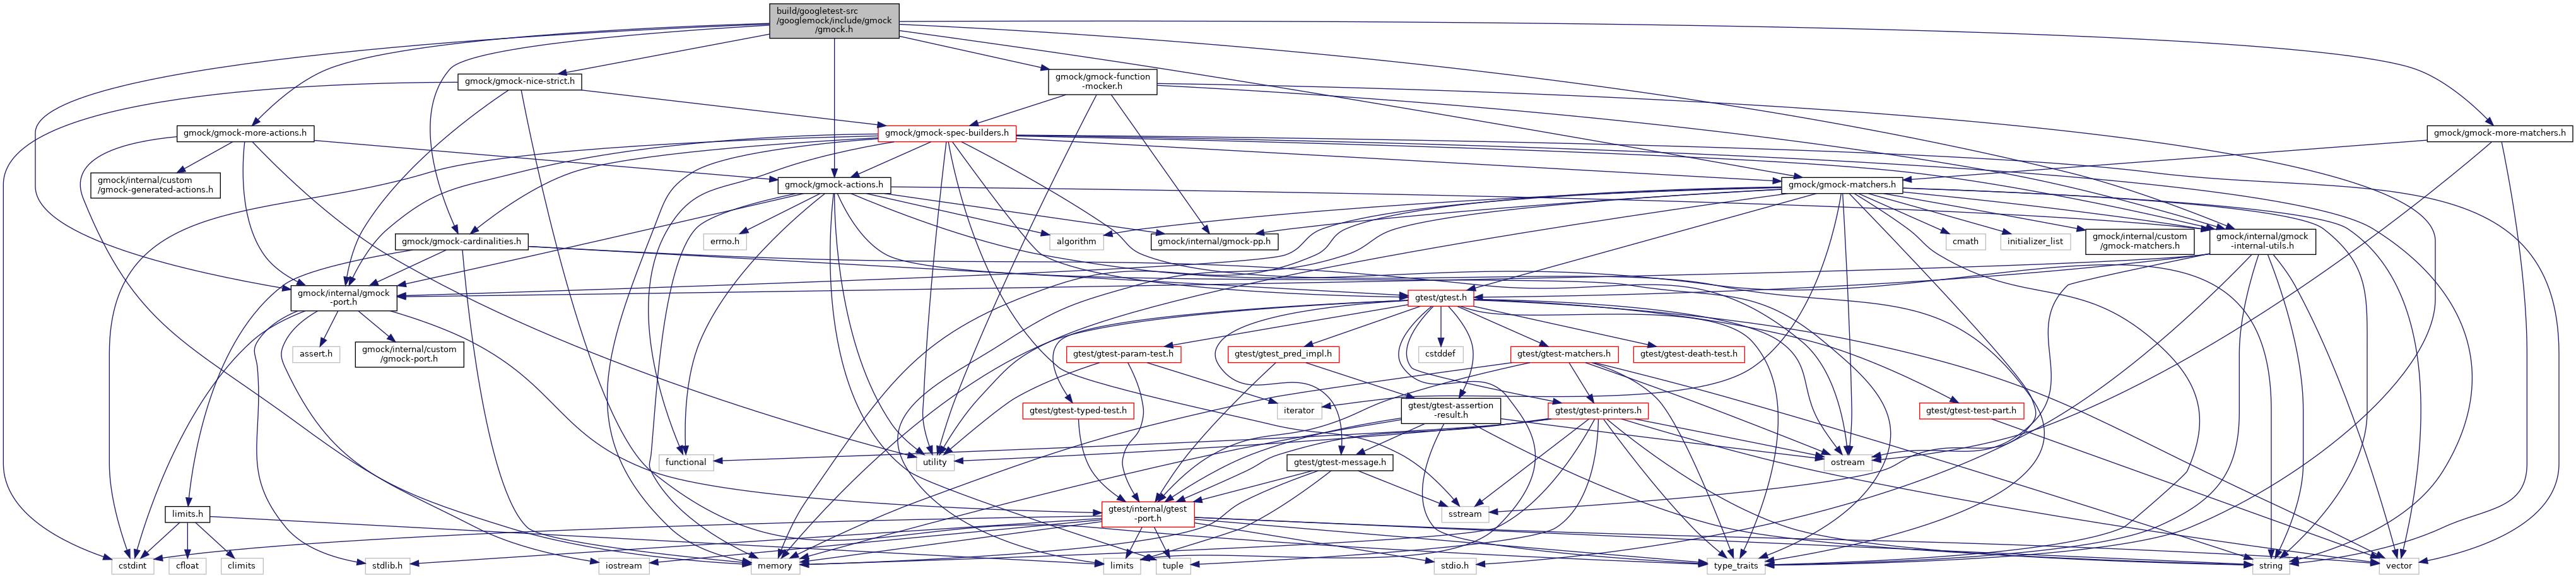 build/googletest-src
/googlemock/include/gmock
/gmock.h
gmock/gmock-nice-strict.h
gmock/gmock-function
-mocker.h
gmock/gmock-more-actions.h
gmock/gmock-spec-builders.h
gmock/gmock-more-matchers.h
gmock/internal/custom
/gmock-generated-actions.h
gmock/gmock-actions.h
gmock/gmock-matchers.h
gmock/gmock-cardinalities.h
errno.h
algorithm
gmock/internal/gmock-pp.h
cmath
initializer_list
gmock/internal/custom
/gmock-matchers.h
gmock/internal/gmock
-internal-utils.h
gmock/internal/gmock
-port.h
gtest/gtest.h
assert.h
gmock/internal/custom
/gmock-port.h
gtest/gtest-param-test.h
gtest/gtest_pred_impl.h
cstddef
gtest/gtest-matchers.h
gtest/gtest-death-test.h
gtest/gtest-typed-test.h
iterator
gtest/gtest-assertion
-result.h
gtest/gtest-printers.h
gtest/gtest-test-part.h
functional
utility
gtest/gtest-message.h
ostream
limits.h
gtest/internal/gtest
-port.h
sstream
cstdint
cfloat
climits
stdlib.h
iostream
memory
limits
tuple
stdio.h
type_traits
string
vector